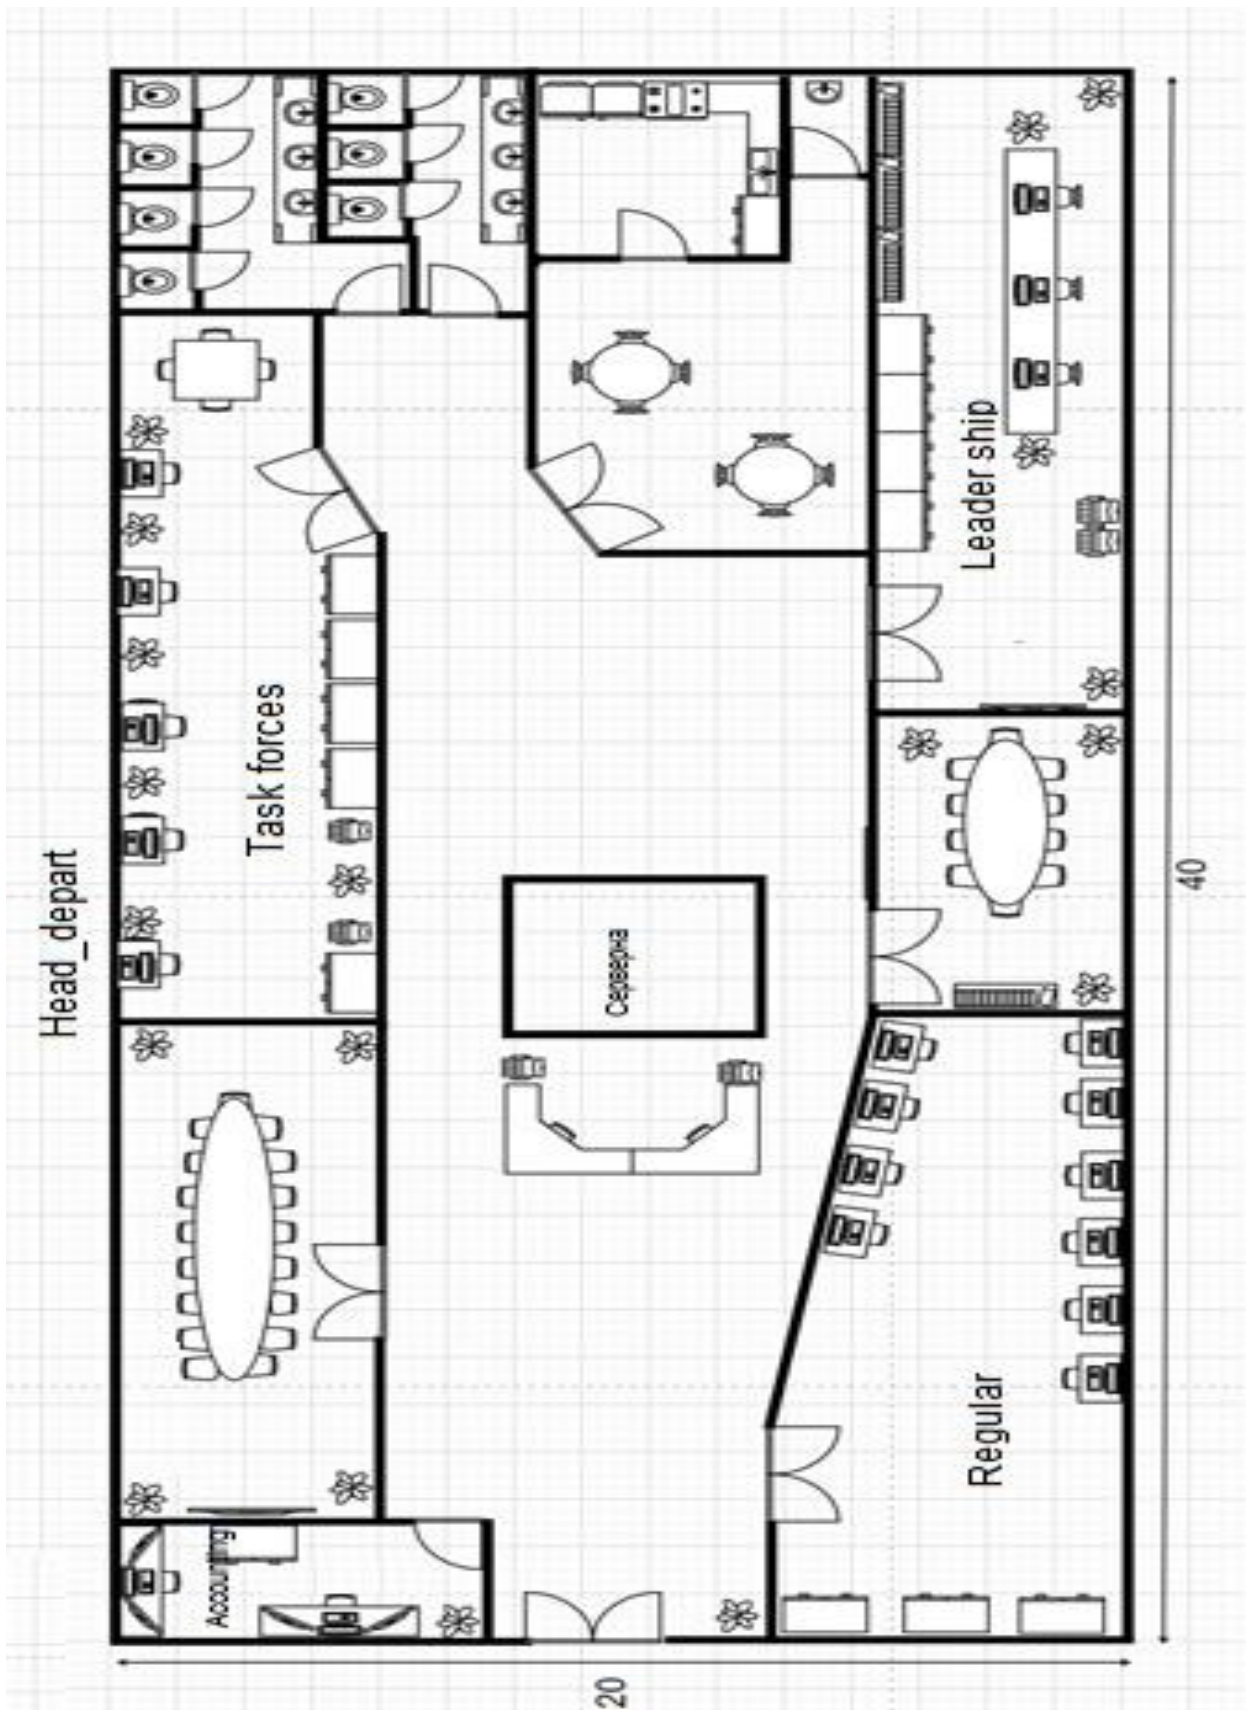 Head_depart
Task forces
Leader ship
Серверна
Accounting
Regular
20
40